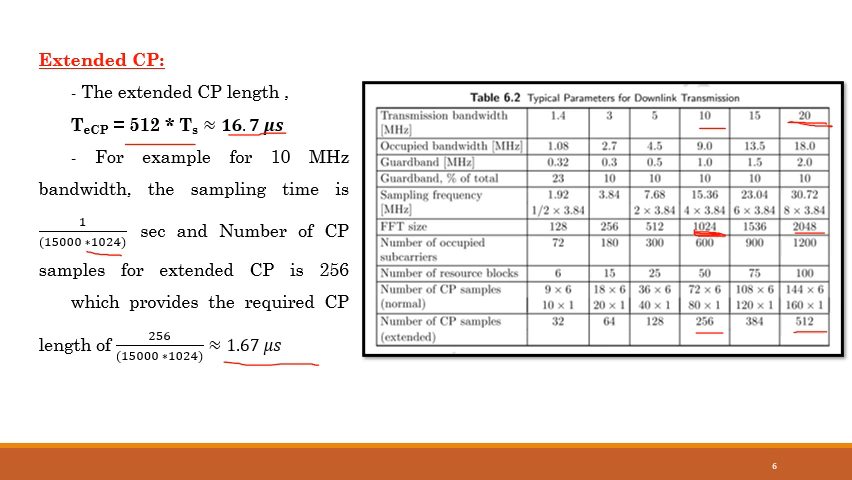 Extended CP:
- The extended CP length ,
TeCP = 512 * Ts ≈ 16.7 μs
- For example for 10 MHz
bandwidth, the sampling time is
1/(15000 *1024) sec and Number of CP
samples for extended CP is 256
which provides the required CP
length of 256/(15000 *1024) ≈ 1.67 μs
Table 6.2 Typical Parameters for Downlink Transmission
Transmission bandwidth [MHz] 1.4 3 5 10 15 20
Occupied bandwidth [MHz] 1.08 2.7 4.5 9.0 13.5 18.0
Guardband [MHz] 0.32 0.3 0.5 1.0 1.5 2.0
Guardband, % of total 23 10 10 10 10 10
Sampling frequency 1.92 3.84 7.68 15.36 23.04 30.72
[MHz] 1/2 × 3.84 2 × 3.84 4 × 3.84 6 × 3.84 8 × 3.84
FFT size 128 256 512 1024 1536 2048
Number of occupied subcarriers 72 180 300 600 900 1200
Number of resource blocks 6 15 25 50 75 100
Number of CP samples 9 × 6 18 × 6 36 × 6 72 × 6 108 × 6 144 × 6
(normal) 10 × 1 20 × 1 40 × 1 80 × 1 120 × 1 160 × 1
Number of CP samples (extended) 32 64 128 256 384 512
6